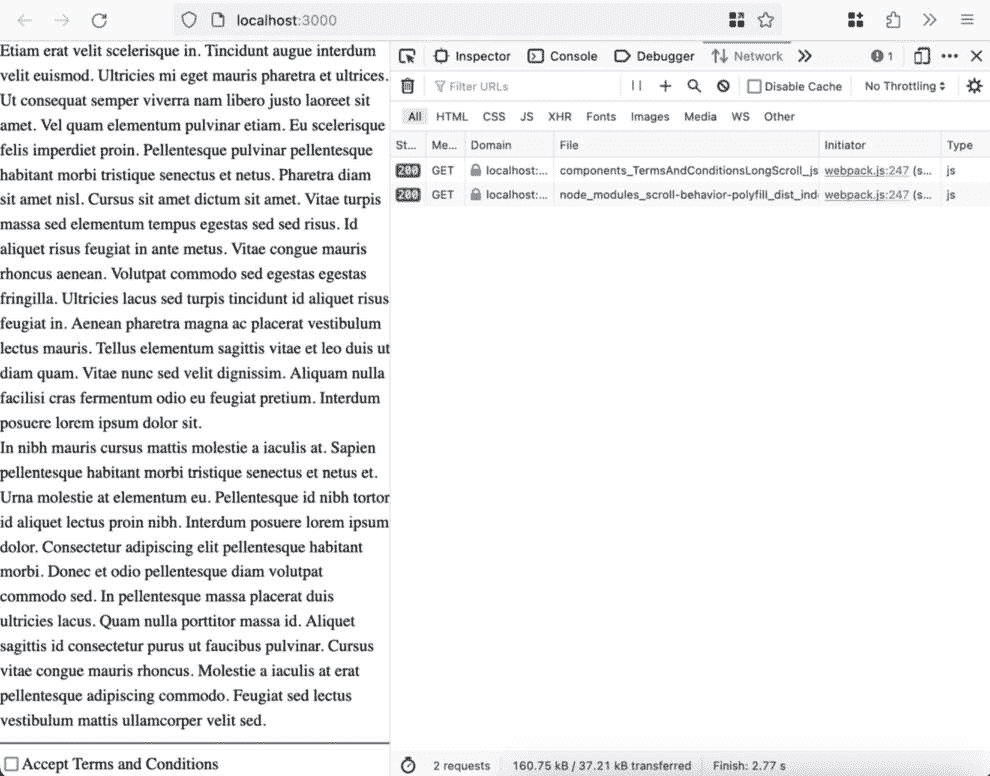 localhost:3000
Etiam erat velit scelerisque in. Tincidunt augue interdum
velit euismod. Ultricies mi eget mauris pharetra et ultrices.
Ut consequat semper viverra nam libero justo laoreet sit
amet. Vel quam elementum pulvinar etiam. Eu scelerisque
felis imperdiet proin. Pellentesque pulvinar pellentesque
habitant morbi tristique senectus et netus. Pharetra diam
sit amet nisl. Cursus sit amet dictum sit amet. Vitae turpis
massa sed elementum tempus egestas sed sed risus. Id
aliquet risus feugiat in ante metus. Vitae congue mauris
rhoncus aenean. Volutpat commodo sed egestas egestas
fringilla. Ultricies lacus sed turpis tincidunt id aliquet risus
feugiat in. Aenean pharetra magna ac placerat vestibulum
lectus mauris. Tellus elementum sagittis vitae et leo duis ut
diam quam. Vitae nunc sed velit dignissim. Aliquam nulla
facilisi cras fermentum odio eu feugiat pretium. Interdum
posuere lorem ipsum dolor sit.
In nibh mauris cursus mattis molestie a iaculis at. Sapien
pellentesque habitant morbi tristique senectus et netus et.
Urna molestie at elementum eu. Pellentesque id nibh tortor
id aliquet lectus proin nibh. Interdum posuere lorem ipsum
dolor. Consectetur adipiscing elit pellentesque habitant
morbi. Donec et odio pellentesque diam volutpat
commodo sed. In pellentesque massa placerat duis
ultricies lacus. Quam nulla porttitor massa id. Aliquet
sagittis id consectetur purus ut faucibus pulvinar. Cursus
vitae congue mauris rhoncus. Molestie a iaculis at erat
pellentesque adipiscing commodo. Feugiat sed lectus
vestibulum mattis ullamcorper velit sed.
Accept Terms and Conditions
Inspector Console Debugger Network 1
Filter URLs Disable Cache No Throttling
All HTML CSS JS XHR Fonts Images Media WS Other
St... Me... Domain File Initiator Type
200 GET localhost:... components_TermsAndConditionsLongScroll_js webpack.js:247 (s... js
200 GET localhost:... node_modules_scroll-behavior-polyfill_dist_ind webpack.js:247 (s... js
2 requests 160.75 kB / 37.21 kB transferred Finish: 2.77 s